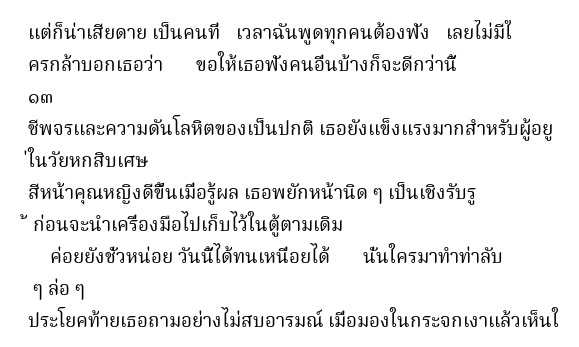 แต่ก็น่าเสียดาย เป็นคนที่ เวลาฉันพูดทุกคนต้องฟัง เลยไม่มีใ
ครกล้าบอกเธอว่า ขอให้เธอฟังคนอื่นบ้างก็จะดีกว่านี้
๑๓
ชีพจรและความดันโลหิตของเป็นปกติ เธอยังแข็งแรงมากสำหรับผู้อยู
่ในวัยหกสิบเศษ
สีหน้าคุณหญิงดีขึ้นเมื่อรู้ผล เธอพยักหน้านิด ๆ เป็นเชิงรับรู
้ ก่อนจะนำเครื่องมือไปเก็บไว้ในตู้ตามเดิม
ค่อยยังชั่วหน่อย วันนี้ได้ทนเหนื่อยได้ นั่นใครมาทำท่าลับ
ๆ ล่อ ๆ
ประโยคท้ายเธอถามอย่างไม่สบอารมณ์ เมื่อมองในกระจกเงาแล้วเห็นใ